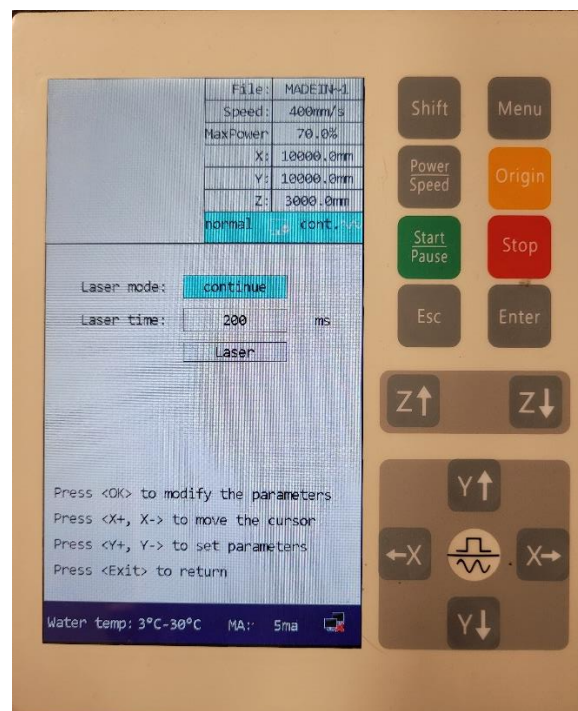 File: MADEIN~1
Speed: 400mm/s
MaxPower 70.0%
X: 10000.0mm
Y: 10000.0mm
Z: 3000.0mm
normal cont.
Laser mode: continue
Laser time: 200 ms
Laser
Press <OK> to modify the parameters
Press <X+, X-> to move the cursor
Press <Y+, Y-> to set parameters
Press <Exit> to return
Water temp: 3°C-30°C MA: 5ma
Shift Menu
Power
Speed
Origin
Start
Pause
Stop
Esc Enter
Z↑ Z↓
Y↑
←X X→
Y↓